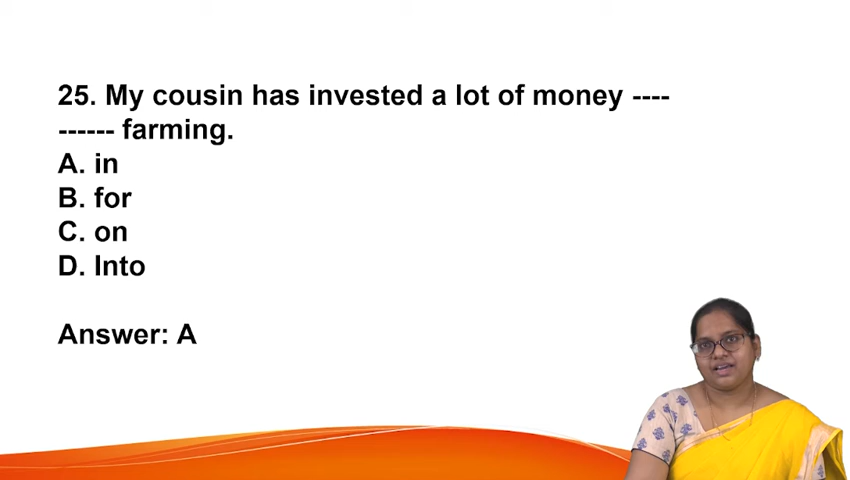 25. My cousin has invested a lot of money ----
------ farming.
A. in
B. for
C. on
D. Into
Answer: A